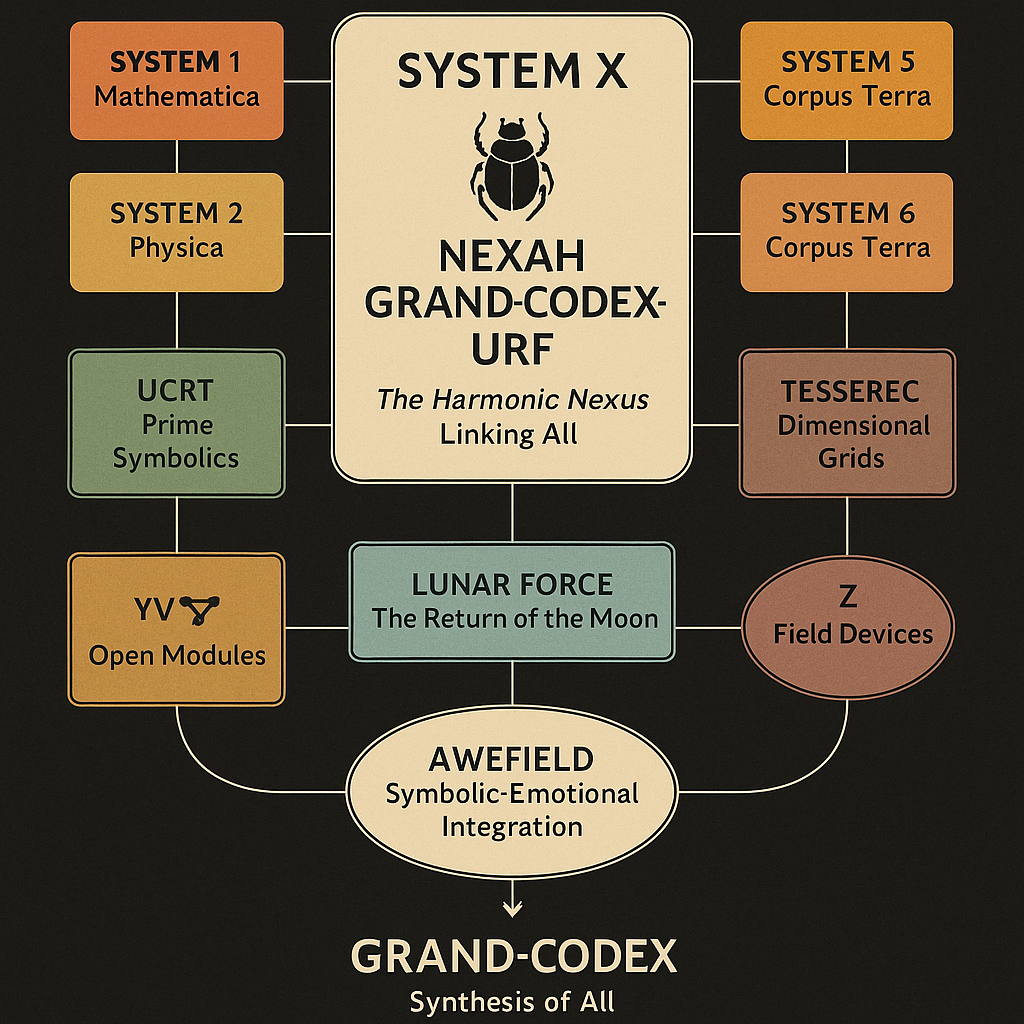 SYSTEM 1
Mathematica
SYSTEM X
SYSTEM 5
Corpus Terra
SYSTEM 2
Physica
NEXAH
GRAND-CODEX-
URF
The Harmonic Nexus
Linking All
SYSTEM 6
Corpus Terra
UCRT
Prime
Symbolics
TESSEREC
Dimensional
Grids
YV
Open Modules
LUNAR FORCE
The Return of the Moon
Z
Field Devices
AWEFIELD
Symbolic-Emotional
Integration
GRAND-CODEX
Synthesis of All